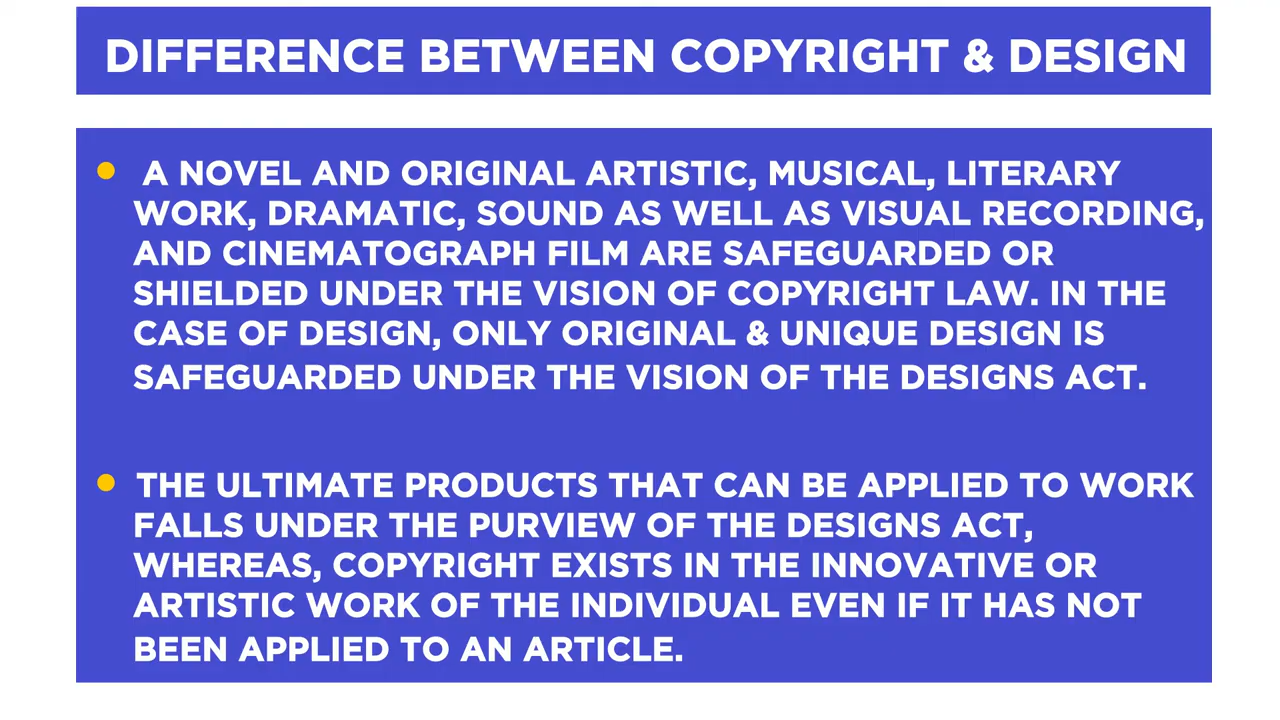 DIFFERENCE BETWEEN COPYRIGHT & DESIGN
A NOVEL AND ORIGINAL ARTISTIC, MUSICAL, LITERARY
WORK, DRAMATIC, SOUND AS WELL AS VISUAL RECORDING,
AND CINEMATOGRAPH FILM ARE SAFEGUARDED OR
SHIELDED UNDER THE VISION OF COPYRIGHT LAW. IN THE
CASE OF DESIGN, ONLY ORIGINAL & UNIQUE DESIGN IS
SAFEGUARDED UNDER THE VISION OF THE DESIGNS ACT.
THE ULTIMATE PRODUCTS THAT CAN BE APPLIED TO WORK
FALLS UNDER THE PURVIEW OF THE DESIGNS ACT,
WHEREAS, COPYRIGHT EXISTS IN THE INNOVATIVE OR
ARTISTIC WORK OF THE INDIVIDUAL EVEN IF IT HAS NOT
BEEN APPLIED TO AN ARTICLE.